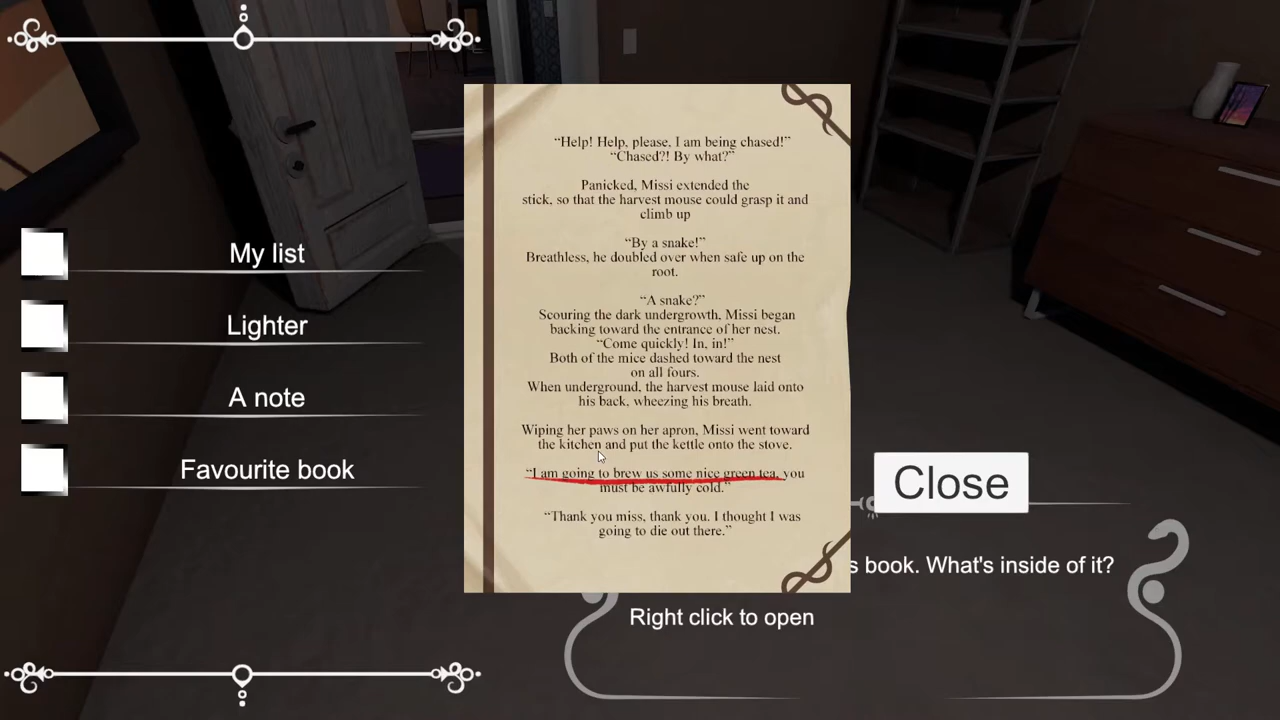 My list
Lighter
A note
Favourite book
“Help! Help, please, I am being chased!”
“Chased?! By what?”
Panicked, Missi extended the
stick, so that the harvest mouse could grasp it and
climb up
“By a snake!”
Breathless, he doubled over when safe up on the
root.
“A snake?”
Scouring the dark undergrowth, Missi began
backing toward the entrance of her nest.
“Come quickly! In, in!”
Both of the mice dashed toward the nest
on all fours.
When underground, the harvest mouse laid onto
his back, wheezing his breath.
Wiping her paws on her apron, Missi went toward
the kitchen and put the kettle onto the stove.
“I am going to brew us some nice green tea, you
must be awfully cold.”
“Thank you miss, thank you. I thought I was
going to die out there.”
Close
book. What's inside of it?
Right click to open